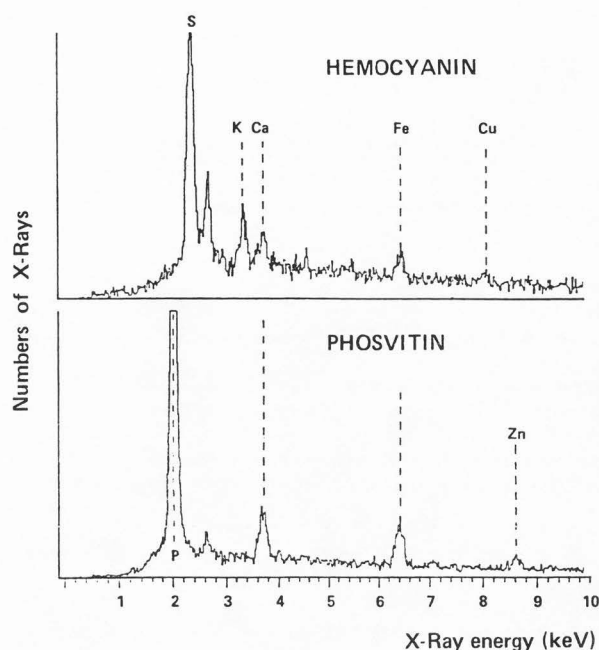 S
HEMOCYANIN
K Ca Fe Cu
Numbers of X-Rays
PHOSVITIN
Zn
P
1 2 3 4 5 6 7 8 9 10
X-Ray energy (keV)